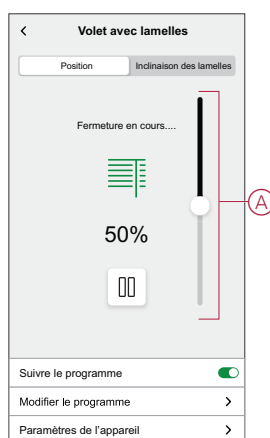 Volet avec lamelles
Position
Inclinaison des lamelles
Fermeture en cours....
A
50%
Suivre le programme
Modifier le programme
Paramètres de l'appareil